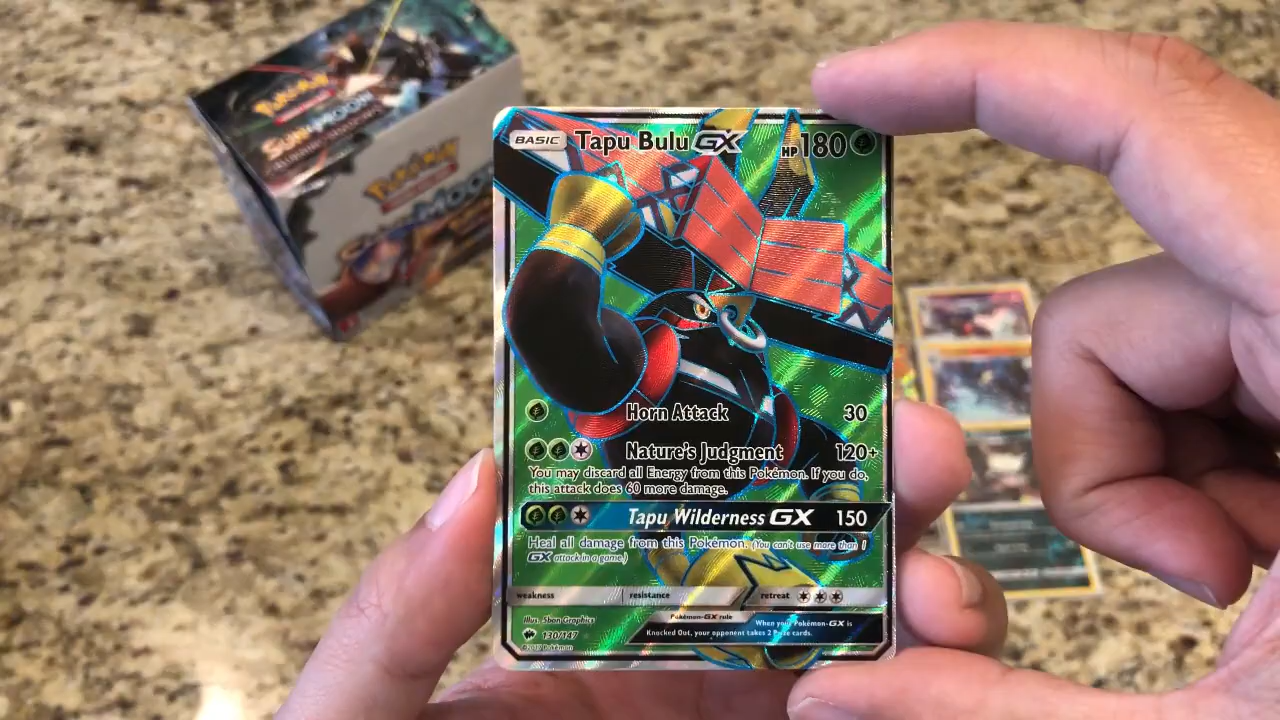 Pokémon
SUN & MOON
Pokémon
BASIC Tapu Bulu GX HP 180
Horn Attack 30
Nature's Judgment 120+
You may discard all Energy from this Pokémon. If you do,
this attack does 60 more damage.
Tapu Wilderness GX 150
Heal all damage from this Pokémon. (You can't use more than 1
GX attack in a game.)
weakness resistance retreat
Illus. 5ban Graphics
130/147
©2017 Pokémon
Pokémon-GX rule
When your Pokémon-GX is
Knocked Out, your opponent takes 2 Prize cards.